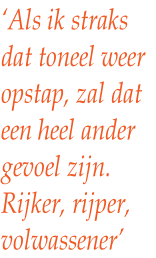 ‘Als ik straks
dat toneel weer
opstap, zal dat
een heel ander
gevoel zijn.
Rijker, rijper,
volwassener’